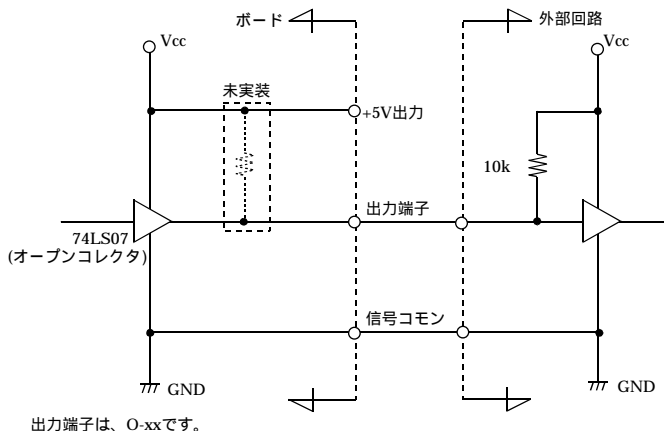 ボード
外部回路
Vcc
Vcc
未実装
+5V出力
10k
出力端子
74LS07
(オープンコレクタ)
信号コモン
GND
GND
出力端子は、O-xxです。